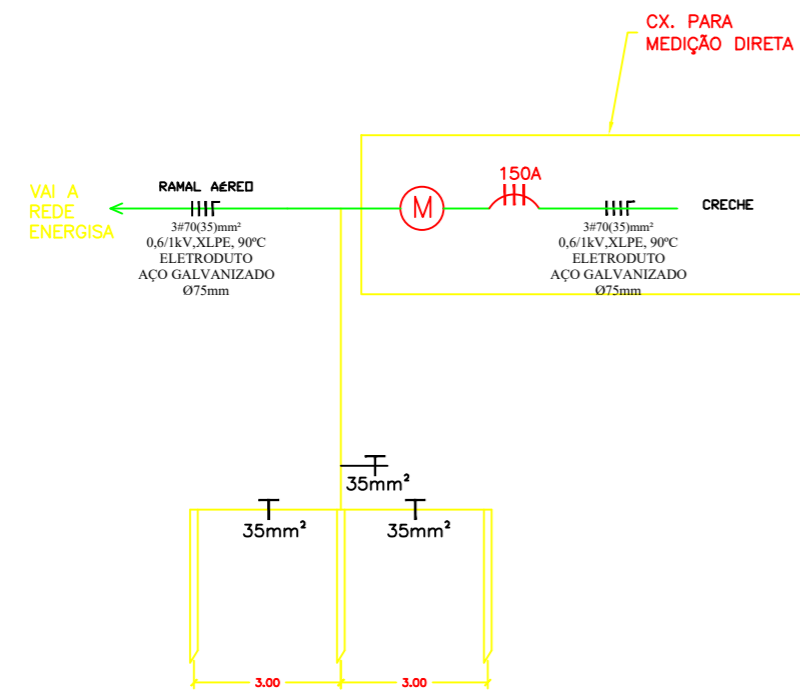 CX. PARA
MEDIÇÃO DIRETA
VAI A
REDE
ENERGISA
RAMAL AÉREO
3#70(35)mm²
0,6/1kV,XLPE, 90ºC
ELETRODUTO
AÇO GALVANIZADO
Ø75mm
M
150A
3#70(35)mm²
0,6/1kV,XLPE, 90ºC
ELETRODUTO
AÇO GALVANIZADO
Ø75mm
CRECHE
35mm²
35mm²
35mm²
3.00
3.00